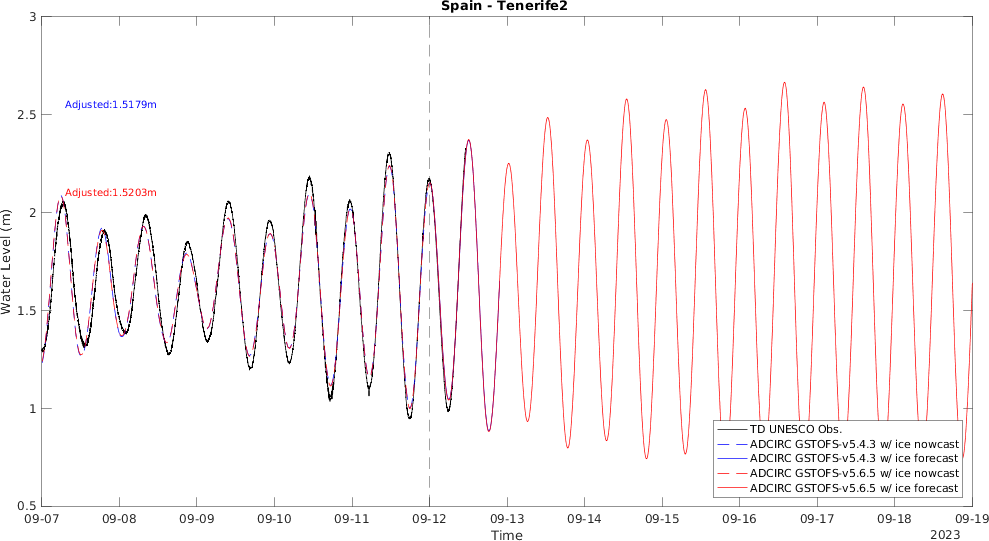 Spain - Tenerife2
3
2.5
2
1.5
1
0.5
Water Level (m)
Adjusted:1.5179m
Adjusted:1.5203m
TD UNESCO Obs.
ADCIRC GSTOFS-v5.4.3 w/ ice nowcast
ADCIRC GSTOFS-v5.4.3 w/ ice forecast
ADCIRC GSTOFS-v5.6.5 w/ ice nowcast
ADCIRC GSTOFS-v5.6.5 w/ ice forecast
09-07 09-08 09-09 09-10 09-11 09-12 09-13 09-14 09-15 09-16 09-17 09-18 09-19
Time
2023